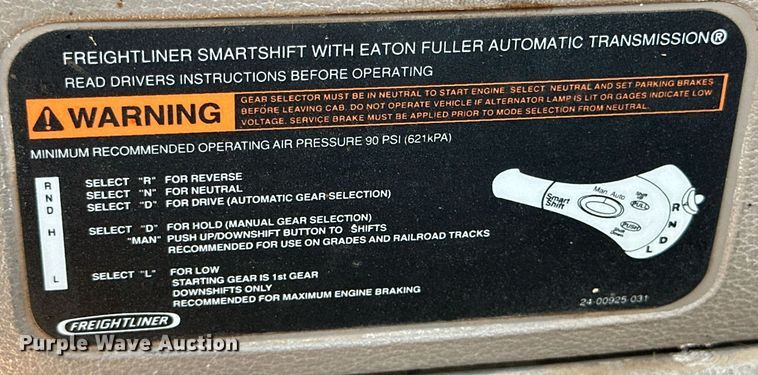 FREIGHTLINER SMARTSHIFT WITH EATON FULLER AUTOMATIC TRANSMISSION®
READ DRIVERS INSTRUCTIONS BEFORE OPERATING
WARNING
GEAR SELECTOR MUST BE IN NEUTRAL TO START ENGINE. SELECT NEUTRAL AND SET PARKING BRAKES
BEFORE LEAVING CAB. DO NOT OPERATE VEHICLE IF ALTERNATOR LAMP IS LIT OR GAGES INDICATE LOW
VOLTAGE. SERVICE BRAKE MUST BE APPLIED PRIOR TO MODE SELECTION FROM NEUTRAL.
MINIMUM RECOMMENDED OPERATING AIR PRESSURE 90 PSI (621kPA)
R SELECT "R" FOR REVERSE
N SELECT "N" FOR NEUTRAL
D SELECT "D" FOR DRIVE (AUTOMATIC GEAR SELECTION)
H SELECT "D" FOR HOLD (MANUAL GEAR SELECTION)
"MAN" PUSH UP/DOWNSHIFT BUTTON TO SHIFTS
RECOMMENDED FOR USE ON GRADES AND RAILROAD TRACKS
L SELECT "L" FOR LOW
STARTING GEAR IS 1st GEAR
DOWNSHIFTS ONLY
RECOMMENDED FOR MAXIMUM ENGINE BRAKING
Smart
Shift
Man Auto
Shift
Up
PULL
PUSH
Shift
Down
R
N
D
L
24-00925-031
FREIGHTLINER
Purple Wave Auction